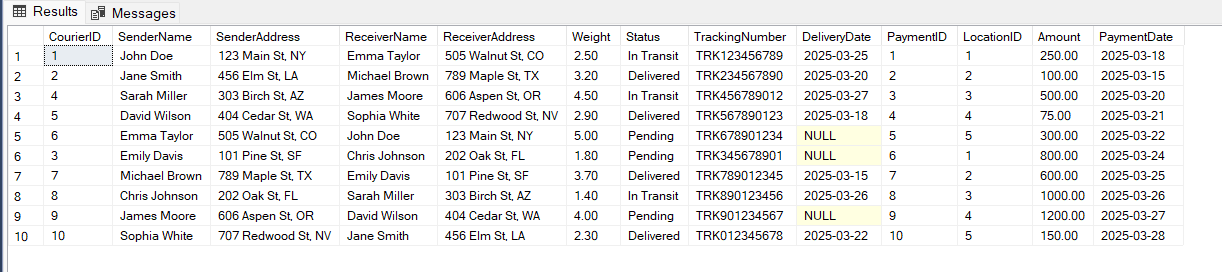 Results Messages
CourierID SenderName SenderAddress ReceiverName ReceiverAddress Weight Status TrackingNumber DeliveryDate PaymentID LocationID Amount PaymentDate
1 1 John Doe 123 Main St, NY Emma Taylor 505 Walnut St, CO 2.50 In Transit TRK123456789 2025-03-25 1 1 250.00 2025-03-18
2 2 Jane Smith 456 Elm St, LA Michael Brown 789 Maple St, TX 3.20 Delivered TRK234567890 2025-03-20 2 2 100.00 2025-03-15
3 4 Sarah Miller 303 Birch St, AZ James Moore 606 Aspen St, OR 4.50 In Transit TRK456789012 2025-03-27 3 3 500.00 2025-03-20
4 5 David Wilson 404 Cedar St, WA Sophia White 707 Redwood St, NV 2.90 Delivered TRK567890123 2025-03-18 4 4 75.00 2025-03-21
5 6 Emma Taylor 505 Walnut St, CO John Doe 123 Main St, NY 5.00 Pending TRK678901234 NULL 5 5 300.00 2025-03-22
6 3 Emily Davis 101 Pine St, SF Chris Johnson 202 Oak St, FL 1.80 Pending TRK345678901 NULL 6 1 800.00 2025-03-24
7 7 Michael Brown 789 Maple St, TX Emily Davis 101 Pine St, SF 3.70 Delivered TRK789012345 2025-03-15 7 2 600.00 2025-03-25
8 8 Chris Johnson 202 Oak St, FL Sarah Miller 303 Birch St, AZ 1.40 In Transit TRK890123456 2025-03-26 8 3 1000.00 2025-03-26
9 9 James Moore 606 Aspen St, OR David Wilson 404 Cedar St, WA 4.00 Pending TRK901234567 NULL 9 4 1200.00 2025-03-27
10 10 Sophia White 707 Redwood St, NV Jane Smith 456 Elm St, LA 2.30 Delivered TRK012345678 2025-03-22 10 5 150.00 2025-03-28